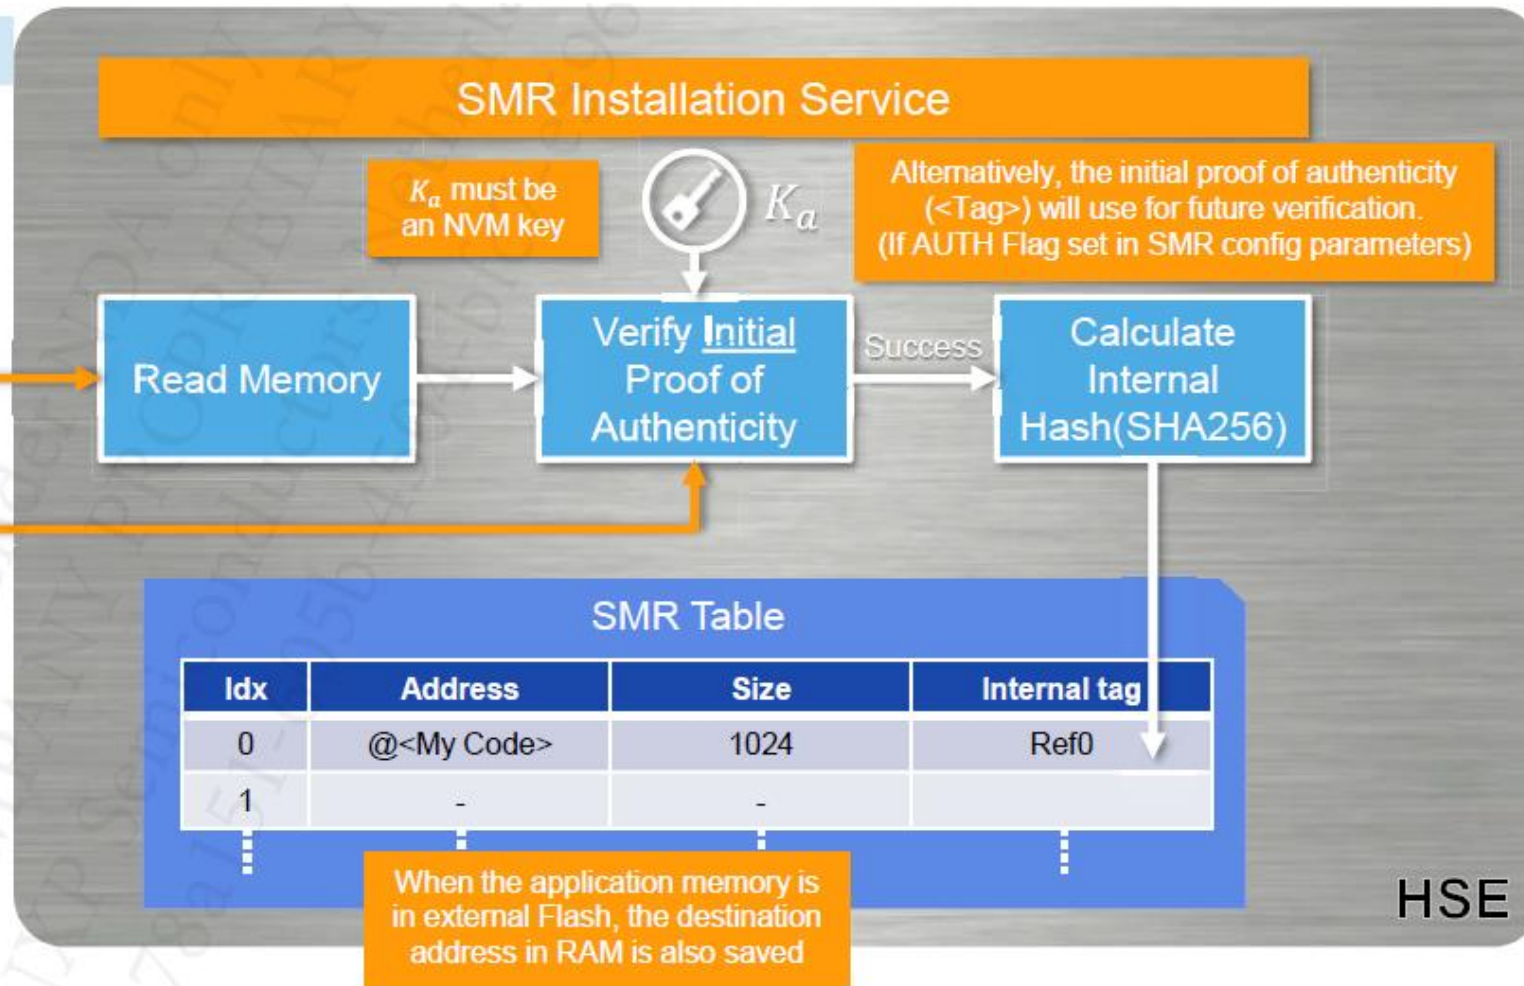 SMR Installation Service
K_a must be
an NVM key
K_a
Alternatively, the initial proof of authenticity
(<Tag>) will use for future verification.
(If AUTH Flag set in SMR config parameters)
Read Memory
Verify Initial
Proof of
Authenticity
Success
Calculate
Internal
Hash(SHA256)
SMR Table
Idx Address Size Internal tag
0 @<My Code> 1024 Ref0
1 - -
When the application memory is
in external Flash, the destination
address in RAM is also saved
HSE